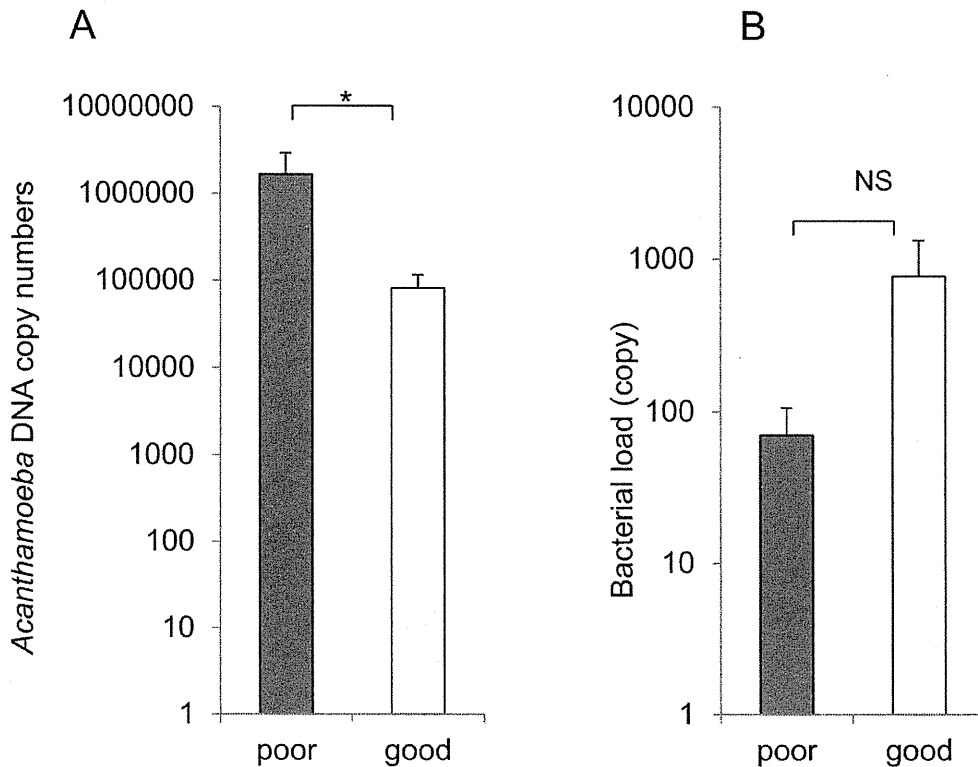 A
Acanthamoeba DNA copy numbers
10000000
1000000
100000
10000
1000
100
10
1
*
poor
good
B
Bacterial load (copy)
10000
1000
100
10
1
NS
poor
good